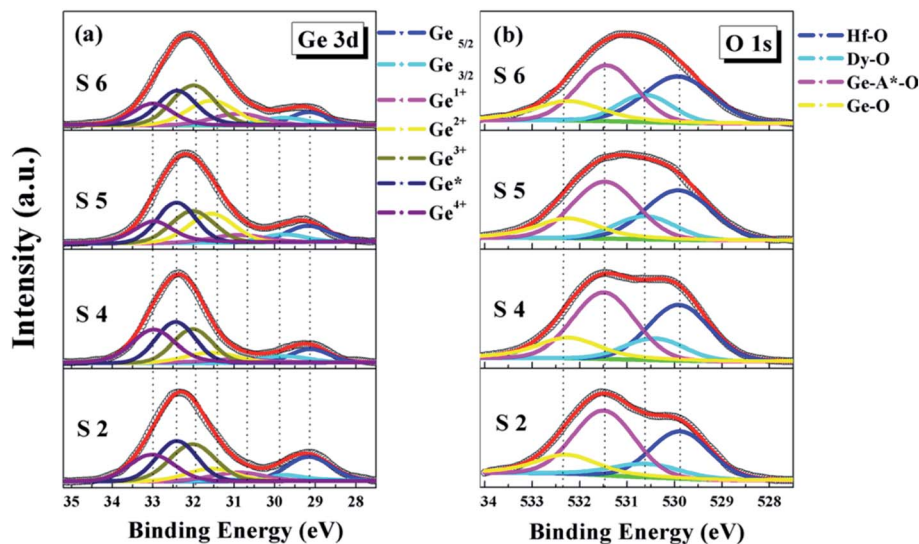 (a)
Ge 3d
S 6
S 5
S 4
S 2
Ge 5/2
Ge 3/2
Ge1+
Ge2+
Ge3+
Ge*
Ge4+
Intensity (a.u.)
35 34 33 32 31 30 29 28
Binding Energy (eV)
(b)
O 1s
S 6
S 5
S 4
S 2
Hf-O
Dy-O
Ge-A*-O
Ge-O
34 533 532 531 530 529 528
Binding Energy (eV)